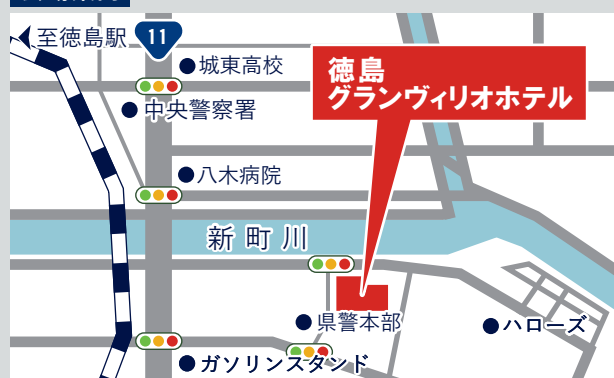 至徳島駅
11
城東高校
徳島
グランヴィリオホテル
中央警察署
八木病院
新町川
県警本部
ハローズ
ガソリンスタンド